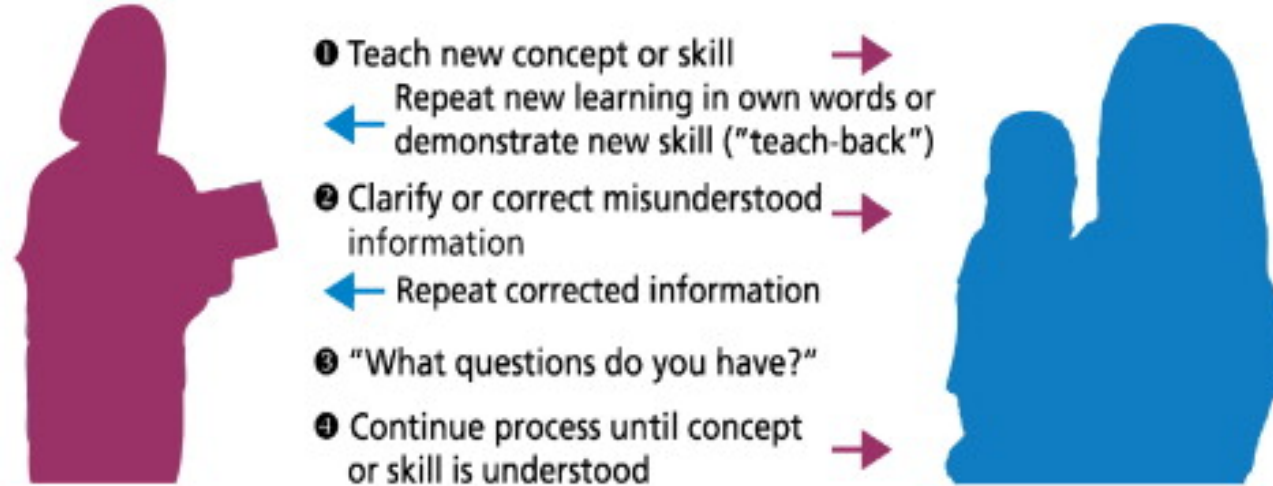 ❶ Teach new concept or skill
Repeat new learning in own words or
demonstrate new skill ("teach-back")
❷ Clarify or correct misunderstood
information
Repeat corrected information
❸ "What questions do you have?"
❹ Continue process until concept
or skill is understood